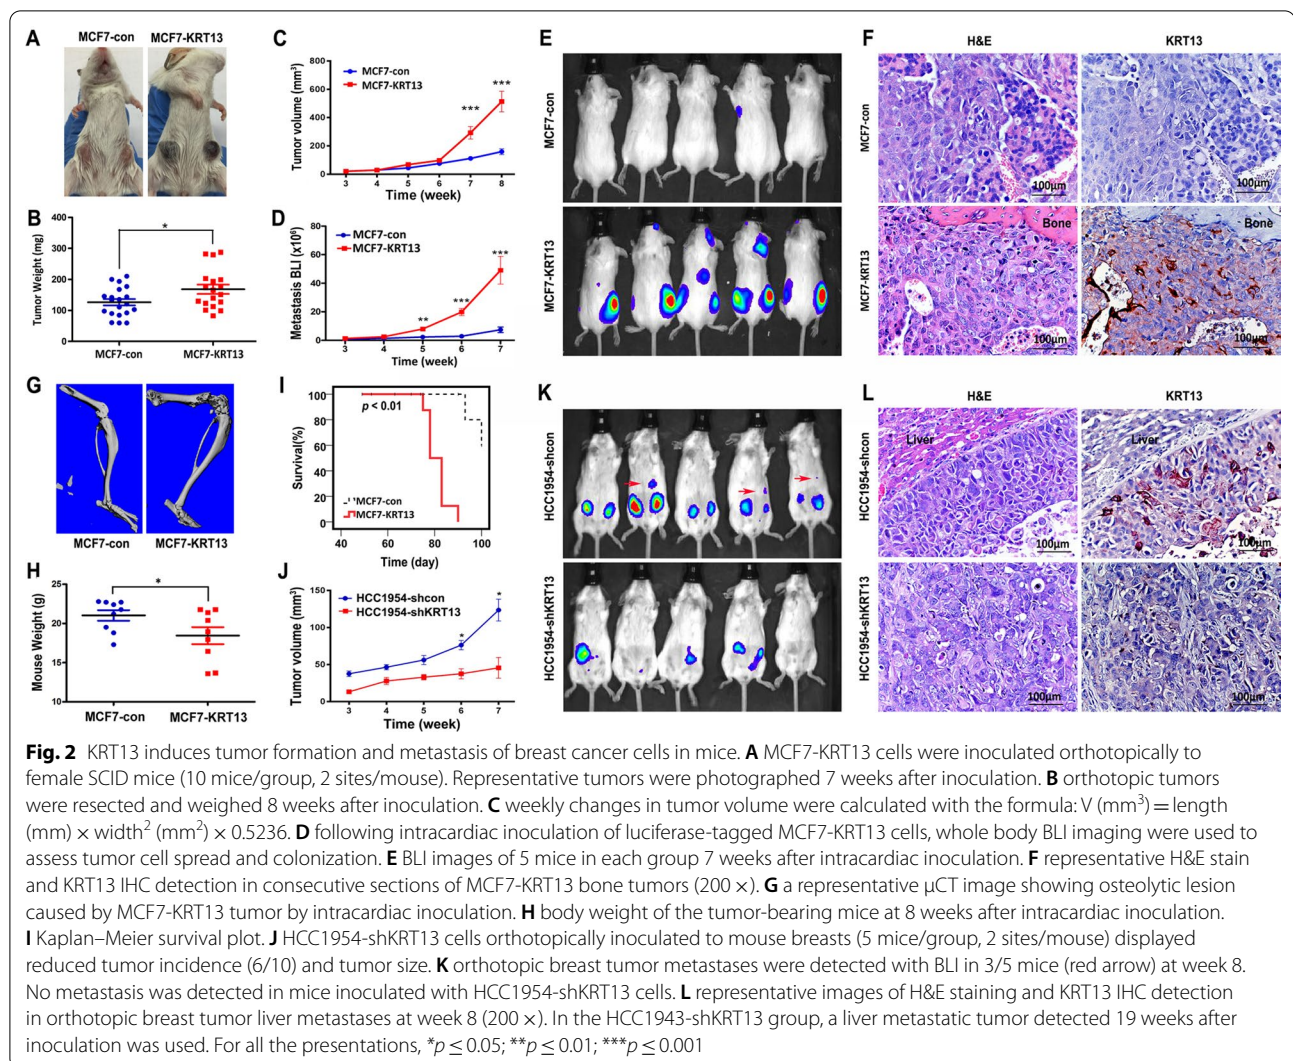 A
MCF7-con MCF7-KRT13
B
Tumor Weight (mg)
400
300
200
100
0
*
MCF7-con MCF7-KRT13
C
Tumor volume (mm³)
800
600
400
200
0
MCF7-con
MCF7-KRT13
***
***
3 4 5 6 7 8
Time (week)
D
Metastasis BLI (x10⁶)
80
60
40
20
0
MCF7-con
MCF7-KRT13
**
***
***
3 4 5 6 7
Time (week)
E
MCF7-con
MCF7-KRT13
F
H&E KRT13
MCF7-con
100µm 100µm
MCF7-KRT13
Bone Bone
100µm 100µm
G
MCF7-con MCF7-KRT13
H
Mouse Weight (g)
25
20
15
10
*
MCF7-con MCF7-KRT13
I
Survival(%)
100
80
60
40
20
0
p < 0.01
MCF7-con
MCF7-KRT13
40 60 80 100
Time (day)
J
Tumor volume (mm³)
150
100
50
0
HCC1954-shcon
HCC1954-shKRT13
*
*
3 4 5 6 7
Time (week)
K
HCC1954-shcon
HCC1954-shKRT13
L
H&E KRT13
HCC1954-shcon
Liver Liver
100µm 100µm
HCC1954-shKRT13
100µm 100µm
Fig. 2 KRT13 induces tumor formation and metastasis of breast cancer cells in mice. A MCF7-KRT13 cells were inoculated orthotopically to
female SCID mice (10 mice/group, 2 sites/mouse). Representative tumors were photographed 7 weeks after inoculation. B orthotopic tumors
were resected and weighed 8 weeks after inoculation. C weekly changes in tumor volume were calculated with the formula: V (mm³) = length
(mm) × width² (mm²) × 0.5236. D following intracardiac inoculation of luciferase-tagged MCF7-KRT13 cells, whole body BLI imaging were used to
assess tumor cell spread and colonization. E BLI images of 5 mice in each group 7 weeks after intracardiac inoculation. F representative H&E stain
and KRT13 IHC detection in consecutive sections of MCF7-KRT13 bone tumors (200 ×). G a representative µCT image showing osteolytic lesion
caused by MCF7-KRT13 tumor by intracardiac inoculation. H body weight of the tumor-bearing mice at 8 weeks after intracardiac inoculation.
I Kaplan–Meier survival plot. J HCC1954-shKRT13 cells orthotopically inoculated to mouse breasts (5 mice/group, 2 sites/mouse) displayed
reduced tumor incidence (6/10) and tumor size. K orthotopic breast tumor metastases were detected with BLI in 3/5 mice (red arrow) at week 8.
No metastasis was detected in mice inoculated with HCC1954-shKRT13 cells. L representative images of H&E staining and KRT13 IHC detection
in orthotopic breast tumor liver metastases at week 8 (200 ×). In the HCC1943-shKRT13 group, a liver metastatic tumor detected 19 weeks after
inoculation was used. For all the presentations, *p ≤ 0.05; **p ≤ 0.01; ***p ≤ 0.001